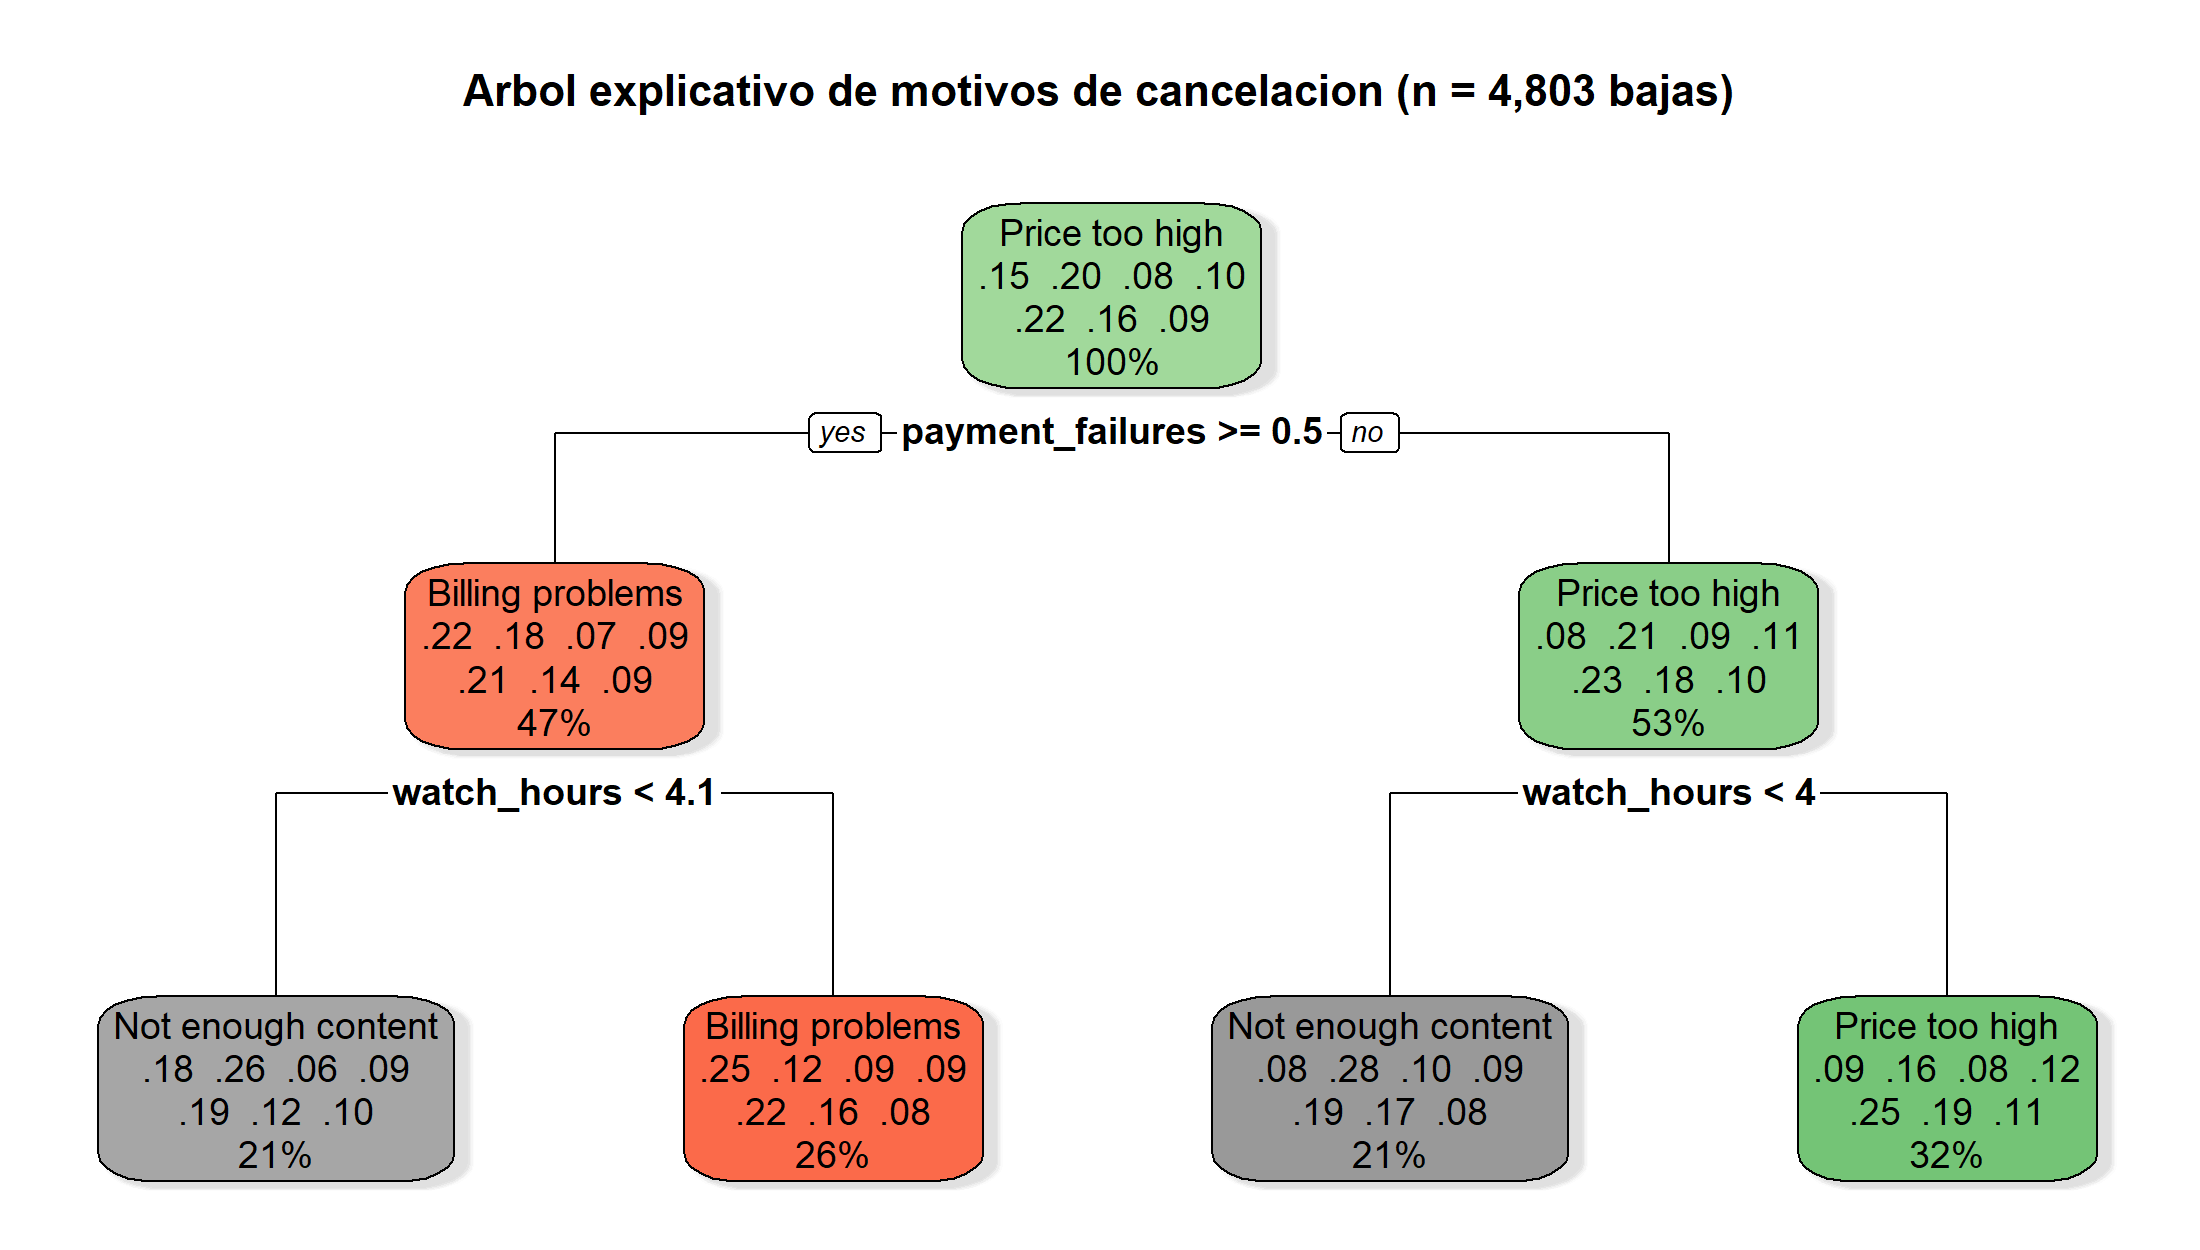 Arbol explicativo de motivos de cancelacion (n = 4,803 bajas)
Price too high
.15 .20 .08 .10
.22 .16 .09
100%
yes payment_failures >= 0.5 no
Billing problems
.22 .18 .07 .09
.21 .14 .09
47%
Price too high
.08 .21 .09 .11
.23 .18 .10
53%
watch_hours < 4.1
watch_hours < 4
Not enough content
.18 .26 .06 .09
.19 .12 .10
21%
Billing problems
.25 .12 .09 .09
.22 .16 .08
26%
Not enough content
.08 .28 .10 .09
.19 .17 .08
21%
Price too high
.09 .16 .08 .12
.25 .19 .11
32%